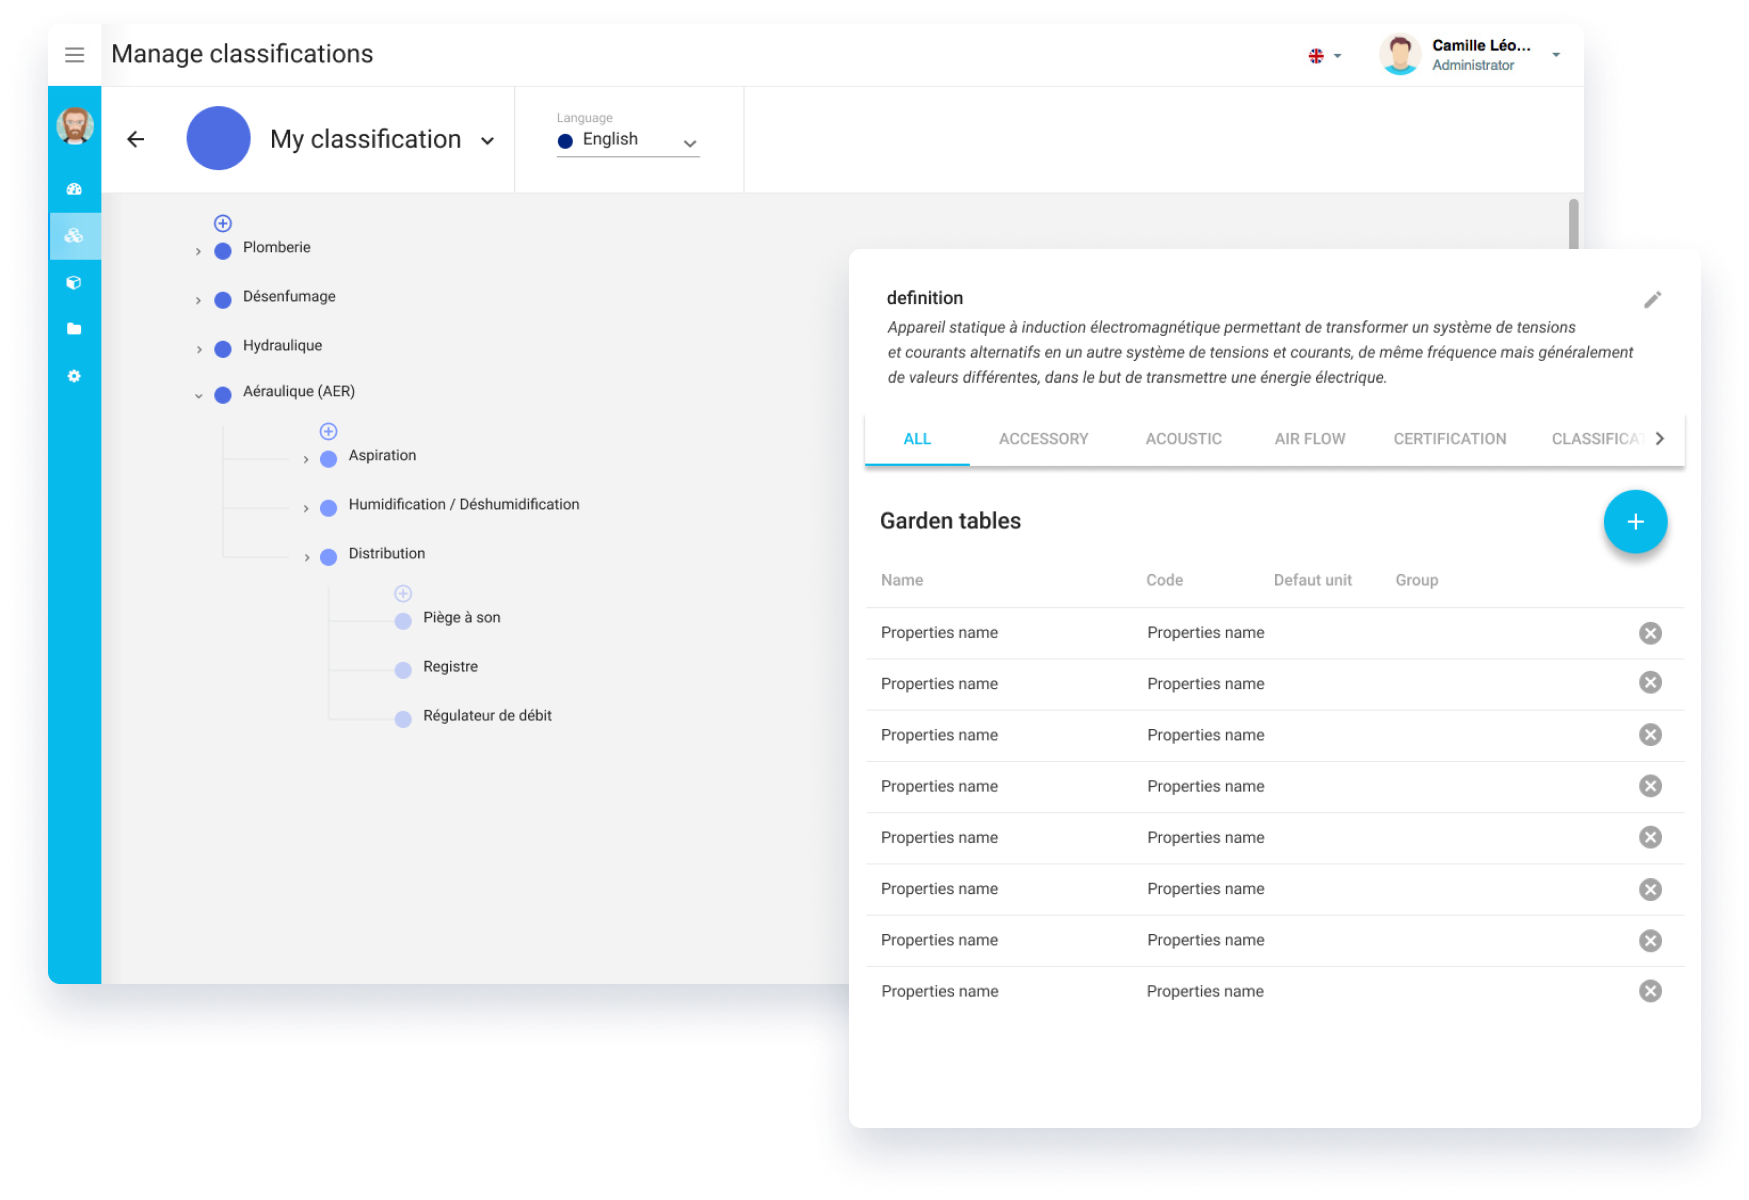 Manage classifications
Camille Léo...
Administrator
My classification
Language
English
Plomberie
Désenfumage
Hydraulique
Aéraulique (AER)
Aspiration
Humidification / Déshumidification
Distribution
Piège à son
Registre
Régulateur de débit
definition
Appareil statique à induction électromagnétique permettant de transformer un système de tensions
et courants alternatifs en un autre système de tensions et courants, de même fréquence mais généralement
de valeurs différentes, dans le but de transmettre une énergie électrique.
ALL ACCESSORY ACOUSTIC AIR FLOW CERTIFICATION CLASSIFICAT
Garden tables
Name Code Defaut unit Group
Properties name Properties name
Properties name Properties name
Properties name Properties name
Properties name Properties name
Properties name Properties name
Properties name Properties name
Properties name Properties name
Properties name Properties name